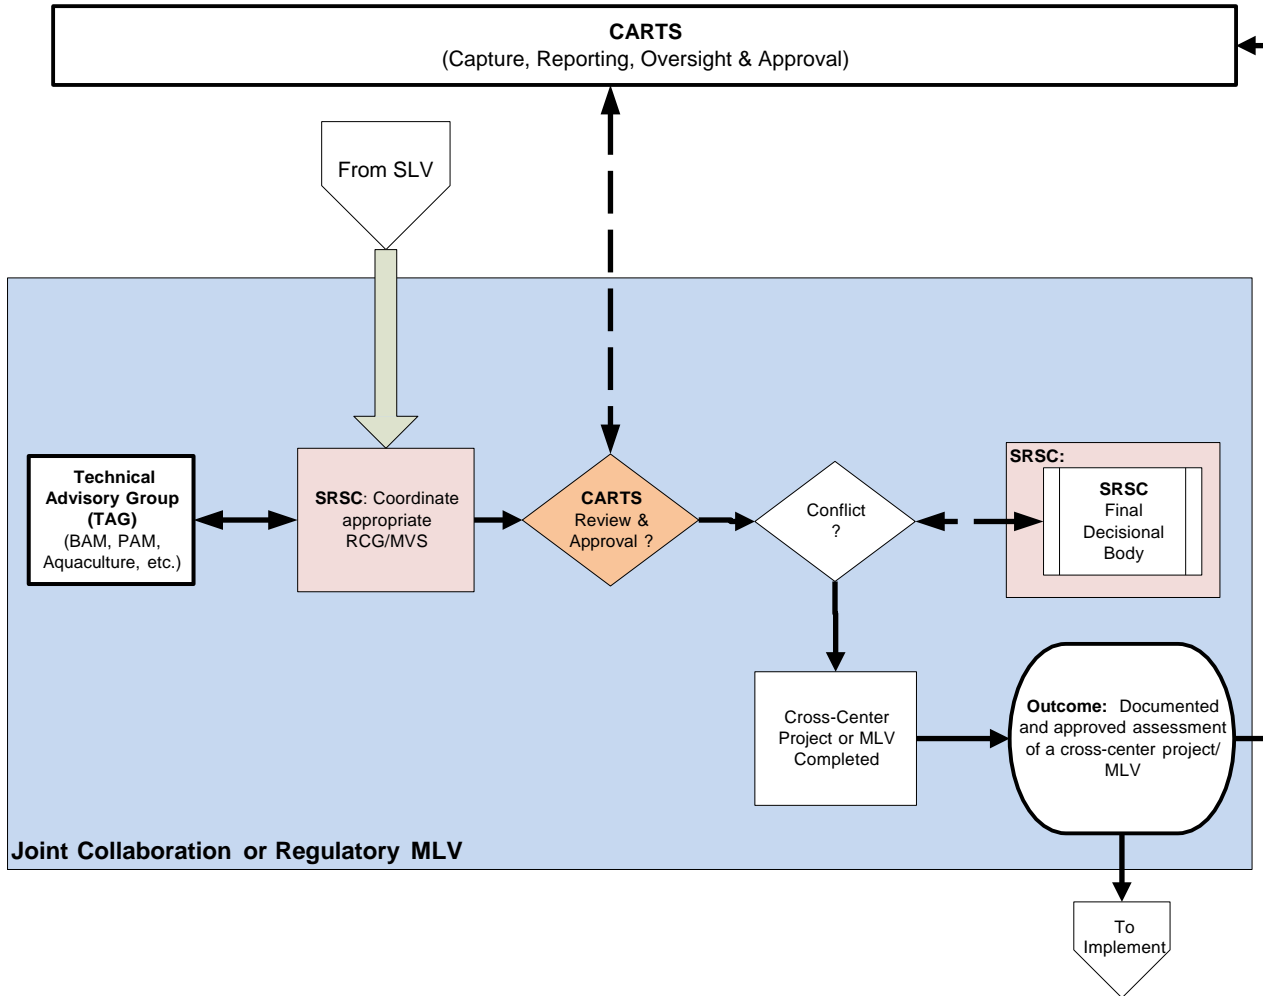 CARTS
(Capture, Reporting, Oversight & Approval)
From SLV
Technical
Advisory Group
(TAG)
(BAM, PAM,
Aquaculture, etc.)
SRSC: Coordinate
appropriate
RCG/MVS
CARTS
Review &
Approval ?
Conflict
?
SRSC:
SRSC
Final
Decisional
Body
Cross-Center
Project or MLV
Completed
Outcome: Documented
and approved assessment
of a cross-center project/
MLV
Joint Collaboration or Regulatory MLV
To
Implement